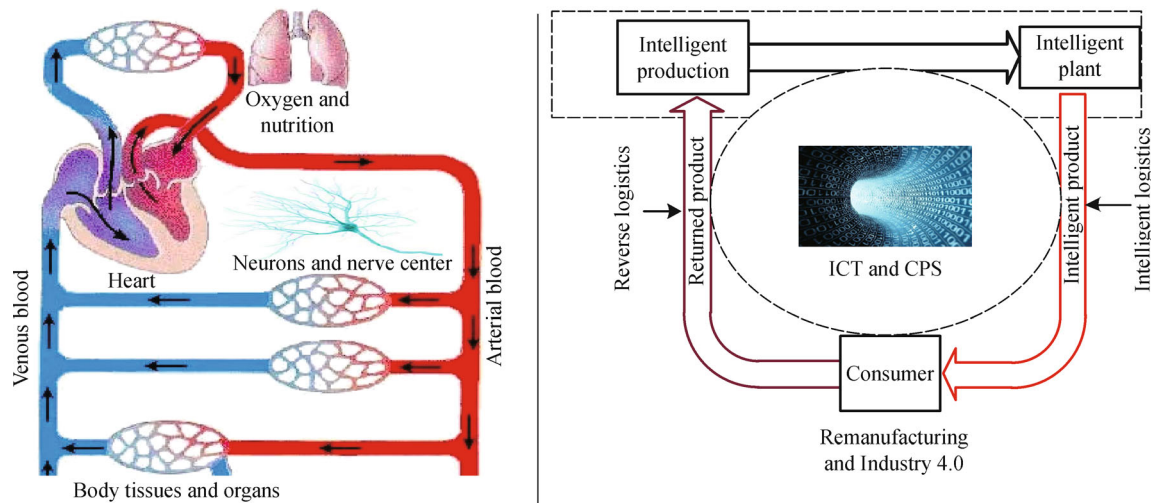 Oxygen and
nutrition
Heart
Neurons and nerve center
Venous blood
Arterial blood
Body tissues and organs
Intelligent
production
Intelligent
plant
Reverse logistics
Returned product
ICT and CPS
Intelligent product
Intelligent logistics
Consumer
Remanufacturing
and Industry 4.0